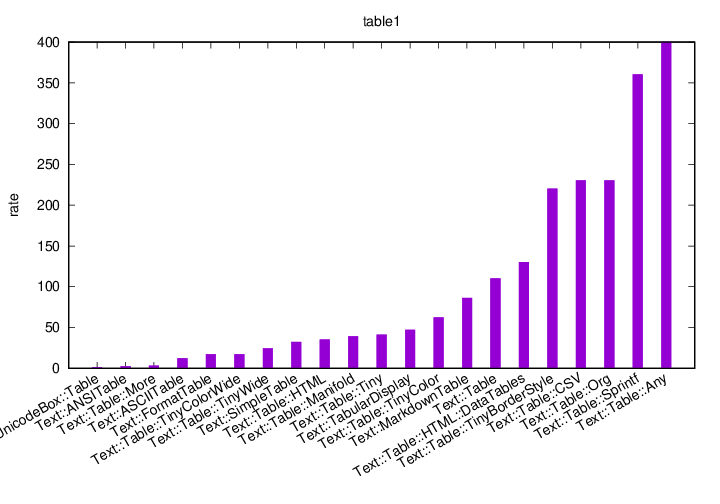 table1
rate
400
350
300
250
200
150
100
50
0
UnicodeBox::Table
Text::ANSITable
Text::Table::More
Text::ASCIITable
Text::FormatTable
Text::Table::TinyColorWide
Text::Table::TinyWide
Text::SimpleTable
Text::Table::HTML
Text::Table::Manifold
Text::Table::Tiny
Text::TabularDisplay
Text::Table::TinyColor
Text::MarkdownTable
Text::Table
Text::Table::HTML::DataTables
Text::Table::TinyBorderStyle
Text::Table::CSV
Text::Table::Org
Text::Table::Sprintf
Text::Table::Any